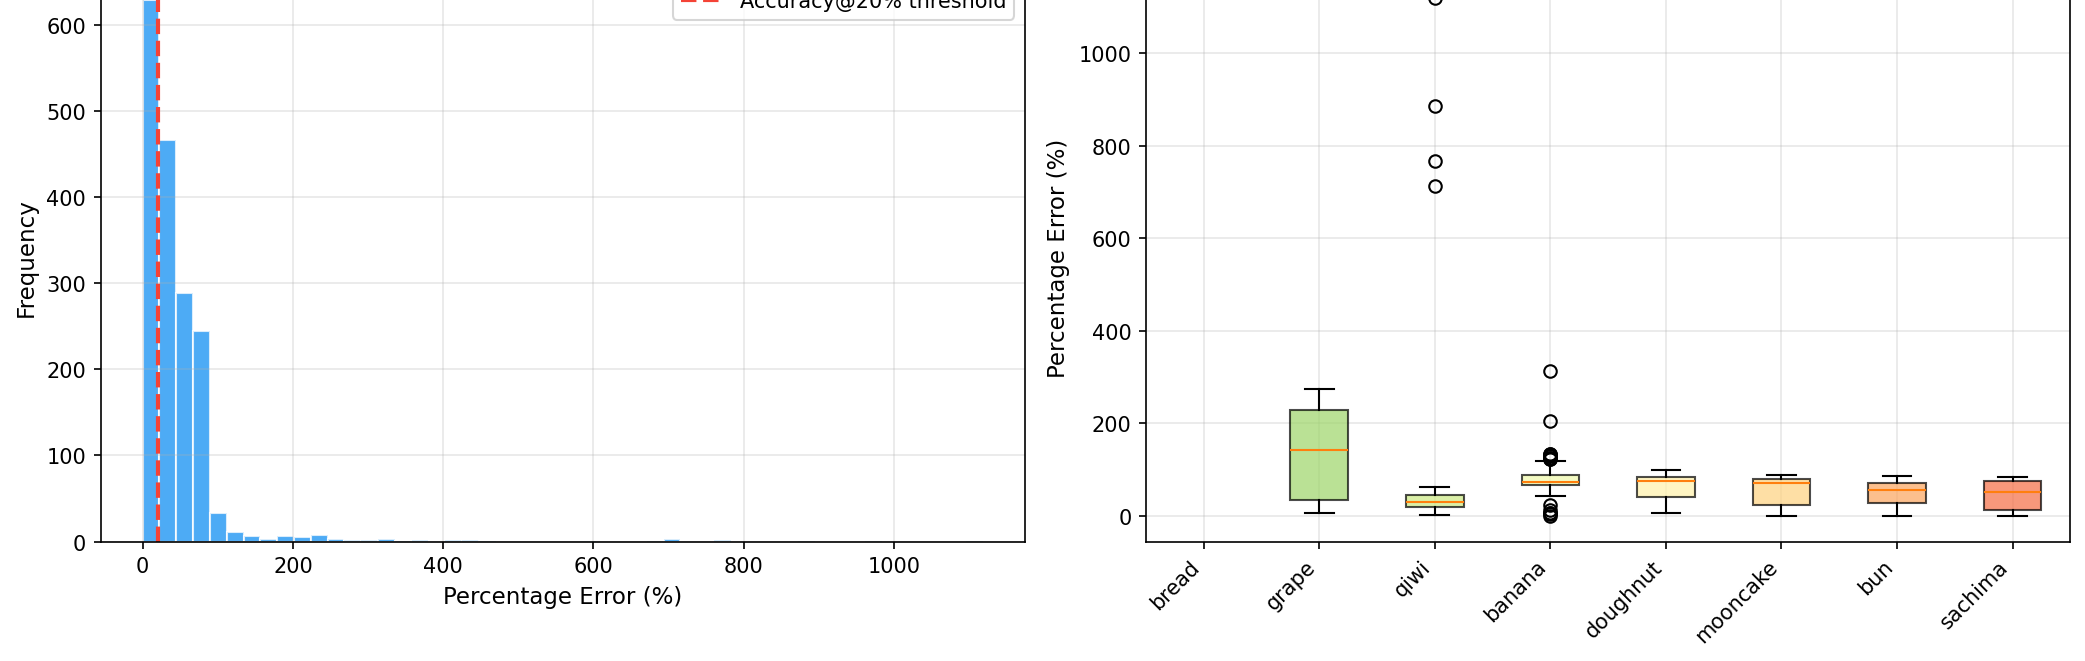 Accuracy@20% threshold
600
500
400
300
200
100
0
Frequency
0 200 400 600 800 1000
Percentage Error (%)
1000
800
600
400
200
0
Percentage Error (%)
bread grape qiwi banana doughnut mooncake bun sachima